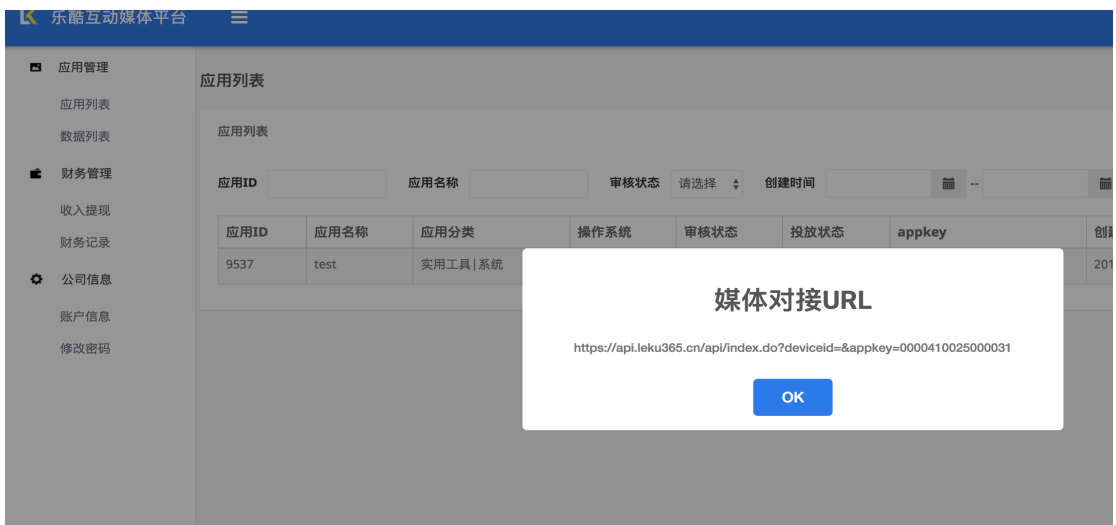 乐酷互动媒体平台
应用管理
应用列表
应用列表
数据列表
应用列表
财务管理
应用ID 应用名称 审核状态 请选择 创建时间 --
收入提现
应用ID 应用名称 应用分类 操作系统 审核状态 投放状态 appkey
财务记录
9537 test 实用工具|系统 201
公司信息
媒体对接URL
账户信息
修改密码
https://api.leku365.cn/api/index.do?deviceid=&appkey=0000410025000031
OK